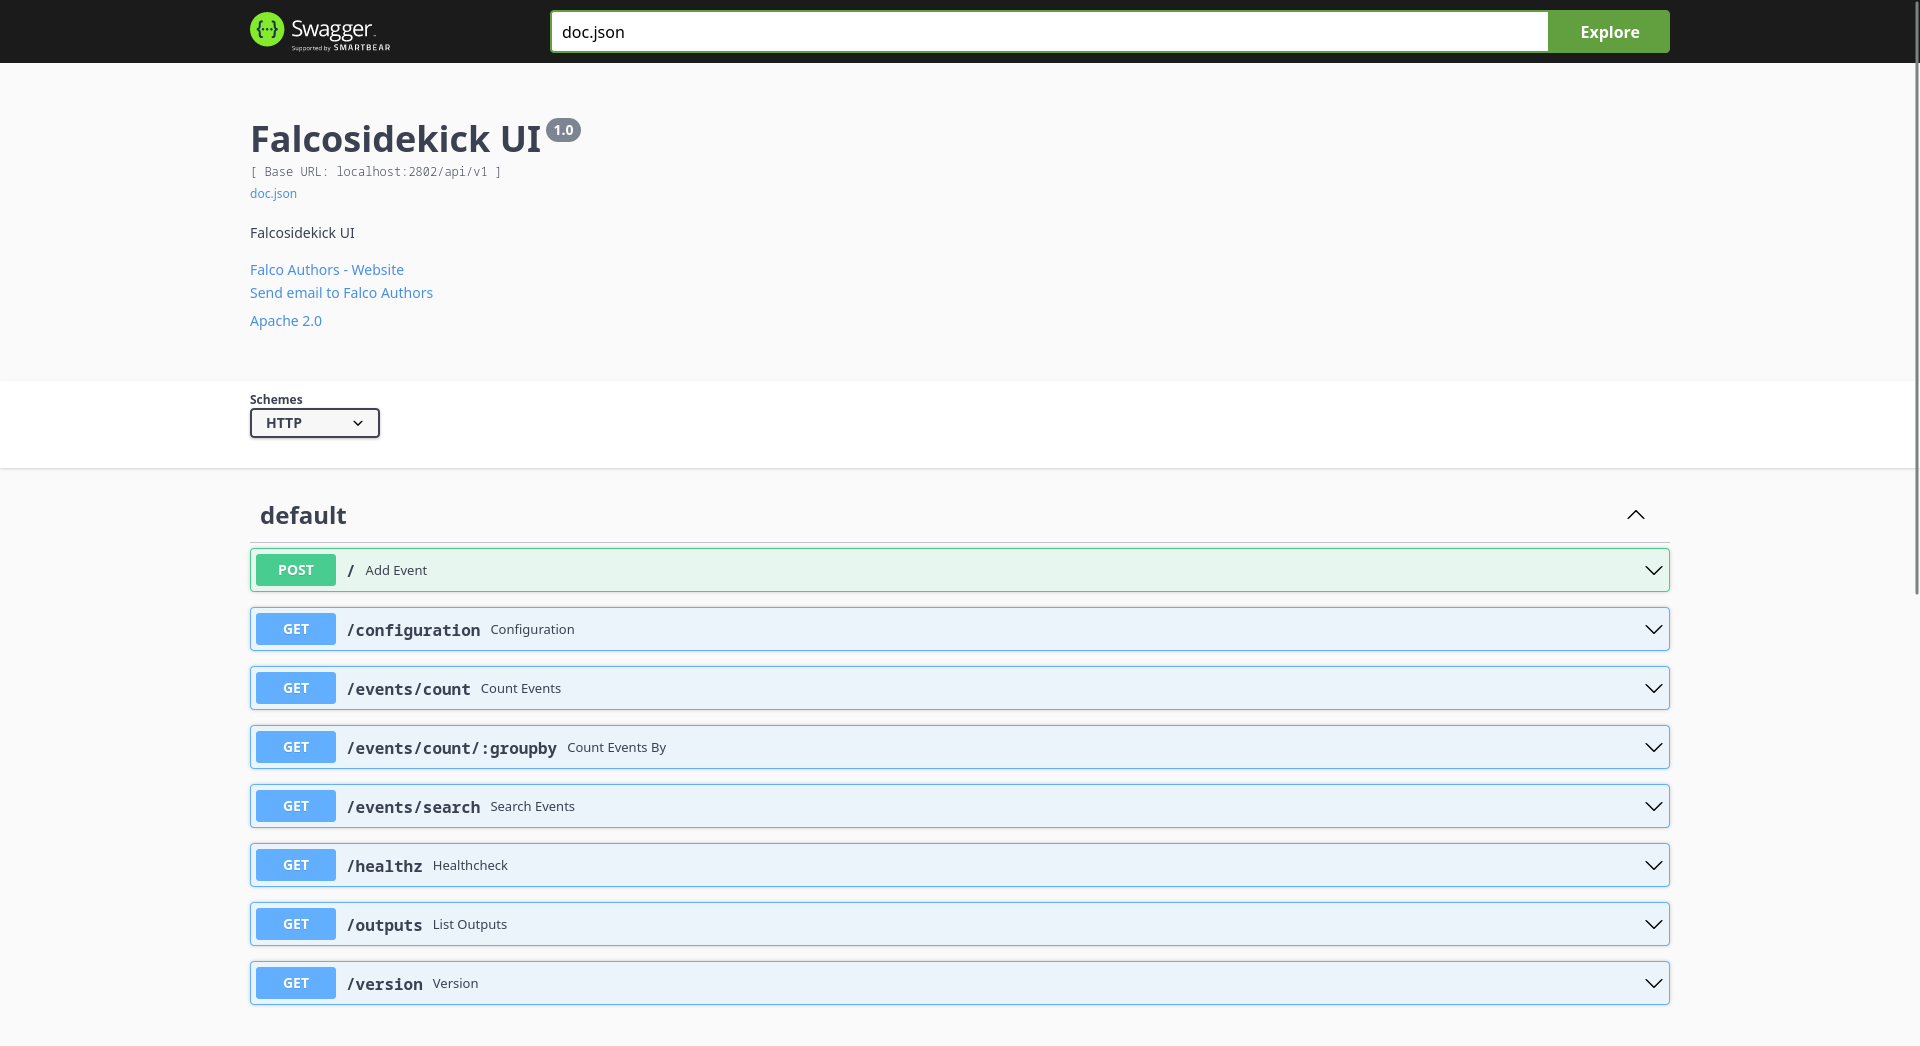 Swagger
Supported by SMARTBEAR
doc.json
Explore
Falcosidekick UI 1.0
[ Base URL: localhost:2802/api/v1 ]
doc.json
Falcosidekick UI
Falco Authors - Website
Send email to Falco Authors
Apache 2.0
Schemes
HTTP
default
POST / Add Event
GET /configuration Configuration
GET /events/count Count Events
GET /events/count/:groupby Count Events By
GET /events/search Search Events
GET /healthz Healthcheck
GET /outputs List Outputs
GET /version Version